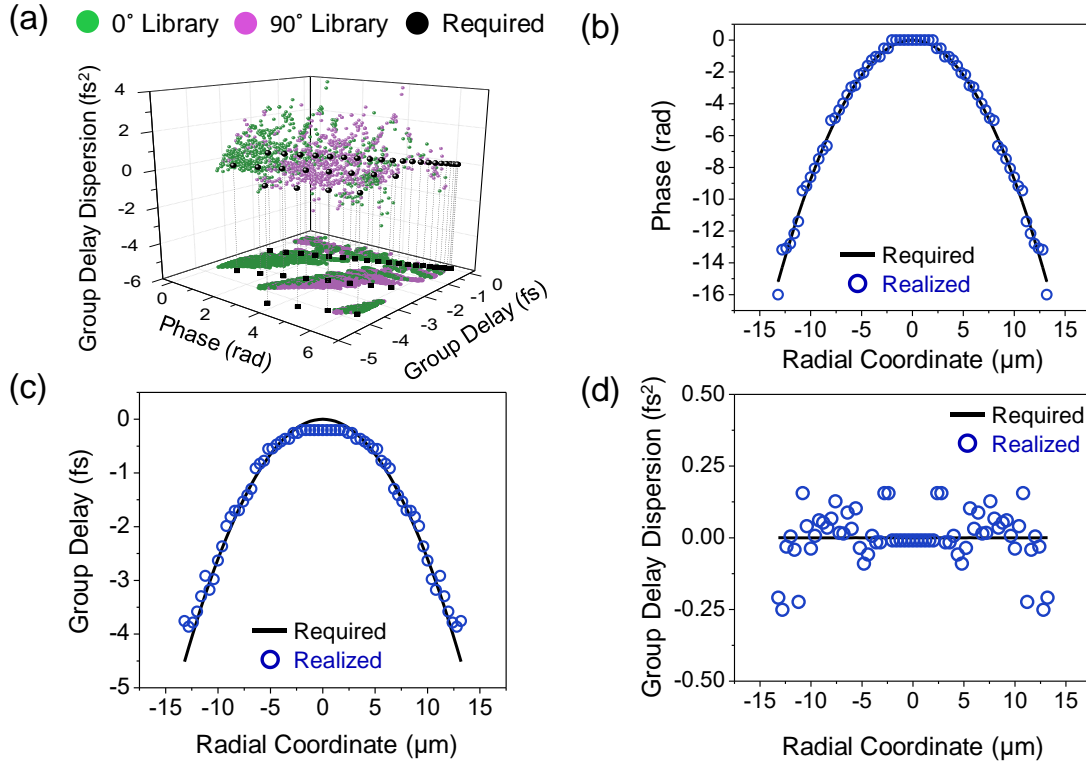 (a)
0° Library
90° Library
Required
Group Delay Dispersion (fs²)
4
2
0
-2
-4
-6
0
2
4
6
Phase (rad)
-5
-4
-3
-2
-1
0
Group Delay (fs)
(b)
Phase (rad)
0
-2
-4
-6
-8
-10
-12
-14
-16
Required
Realized
-15 -10 -5 0 5 10 15
Radial Coordinate (µm)
(c)
Group Delay (fs)
0
-1
-2
-3
-4
-5
Required
Realized
-15 -10 -5 0 5 10 15
Radial Coordinate (µm)
(d)
Group Delay Dispersion (fs²)
0.50
0.25
0.00
-0.25
-0.50
Required
Realized
-15 -10 -5 0 5 10 15
Radial Coordinate (µm)